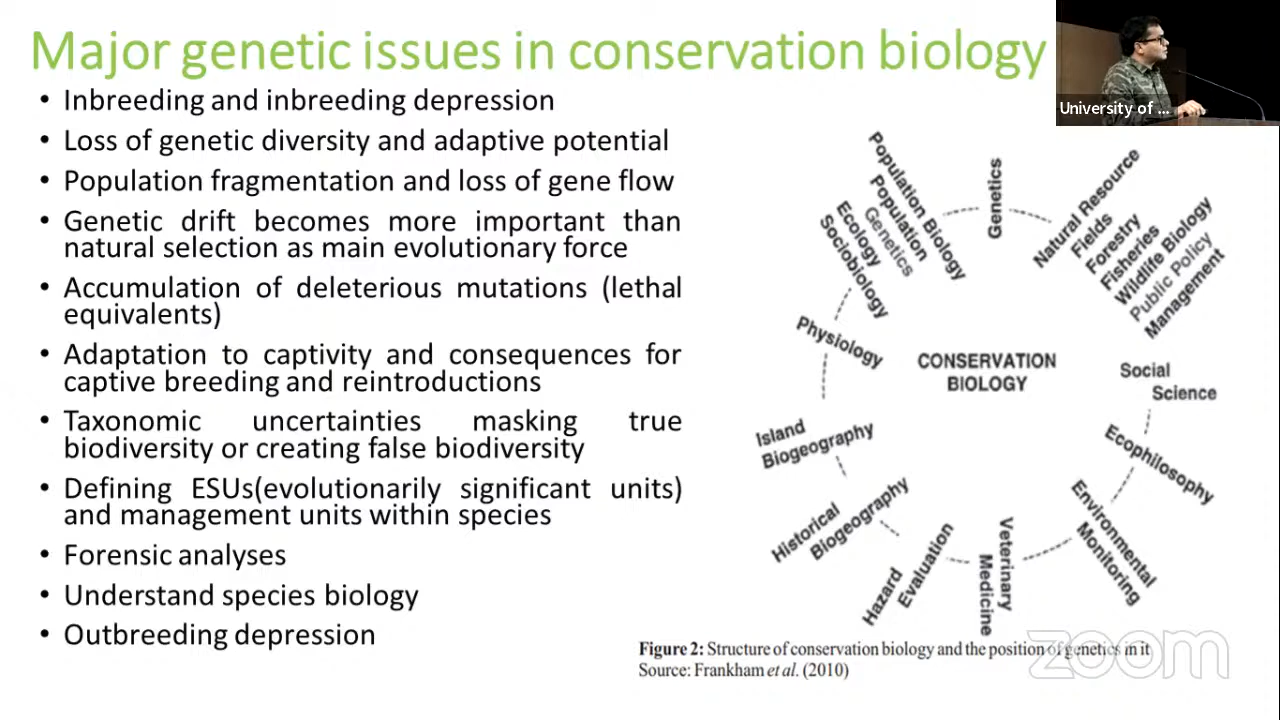 Major genetic issues in conservation biology
University of ...
• Inbreeding and inbreeding depression
• Loss of genetic diversity and adaptive potential
• Population fragmentation and loss of gene flow
• Genetic drift becomes more important than
natural selection as main evolutionary force
• Accumulation of deleterious mutations (lethal
equivalents)
• Adaptation to captivity and consequences for
captive breeding and reintroductions
• Taxonomic uncertainties masking true
biodiversity or creating false biodiversity
• Defining ESUs(evolutionarily significant units)
and management units within species
• Forensic analyses
• Understand species biology
• Outbreeding depression
Population Biology
Population
Genetics
Ecology
Sociobiology
Genetics
Natural Resource
Fields
Forestry
Fisheries
Wildlife Biology
Public Policy
Management
Physiology
CONSERVATION
BIOLOGY
Social
Science
Island
Biogeography
Ecophilosophy
Historical
Biogeography
Environmental
Monitoring
Hazard
Evaluation
Veterinary
Medicine
Figure 2: Structure of conservation biology and the position of genetics in it
Source: Frankham et al. (2010)
zoom